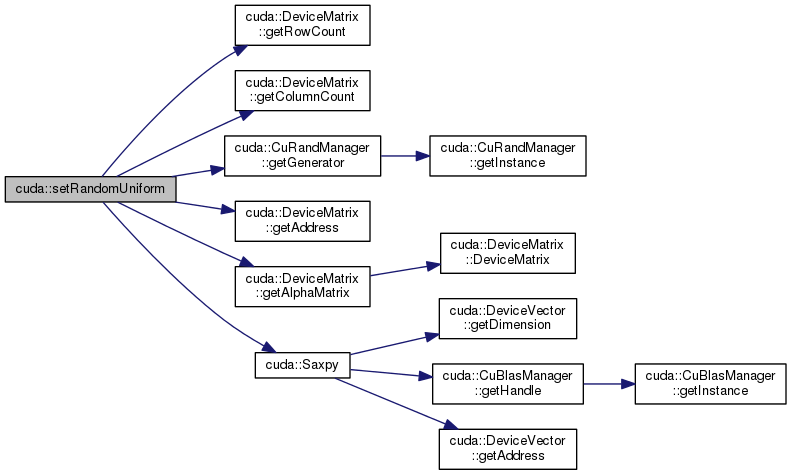 cuda::DeviceMatrix
::getRowCount
cuda::DeviceMatrix
::getColumnCount
cuda::CuRandManager
::getGenerator
cuda::CuRandManager
::getInstance
cuda::setRandomUniform
cuda::DeviceMatrix
::getAddress
cuda::DeviceMatrix
::getAlphaMatrix
cuda::DeviceMatrix
::DeviceMatrix
cuda::Saxpy
cuda::DeviceVector
::getDimension
cuda::CuBlasManager
::getHandle
cuda::CuBlasManager
::getInstance
cuda::DeviceVector
::getAddress